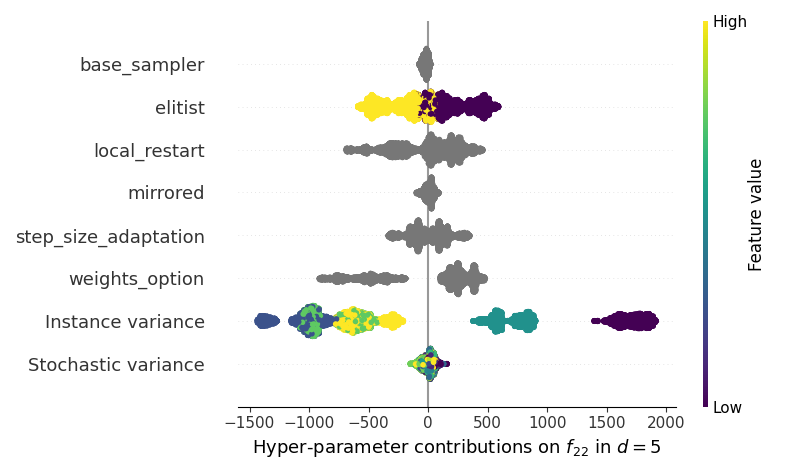 High
base_sampler
elitist
local_restart
mirrored
step_size_adaptation
weights_option
Instance variance
Stochastic variance
Feature value
Low
−1500 −1000 −500 0 500 1000 1500 2000
Hyper-parameter contributions on f22 in d = 5